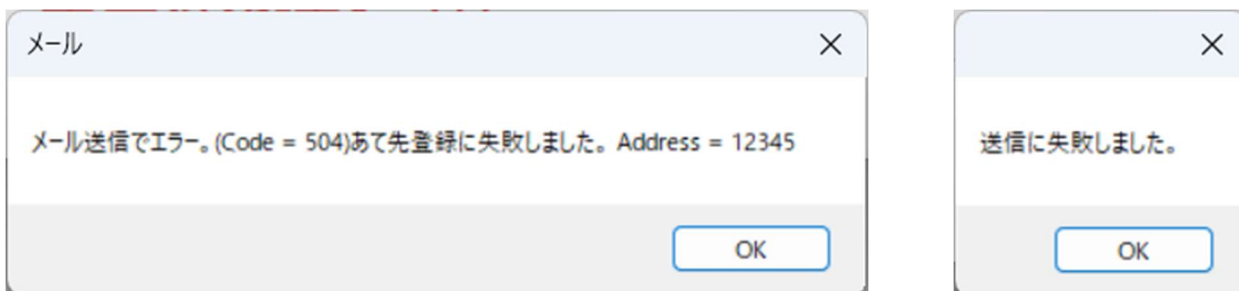 メール
メール送信でエラー。(Code = 504)あて先登録に失敗しました。Address = 12345
OK
送信に失敗しました。
OK